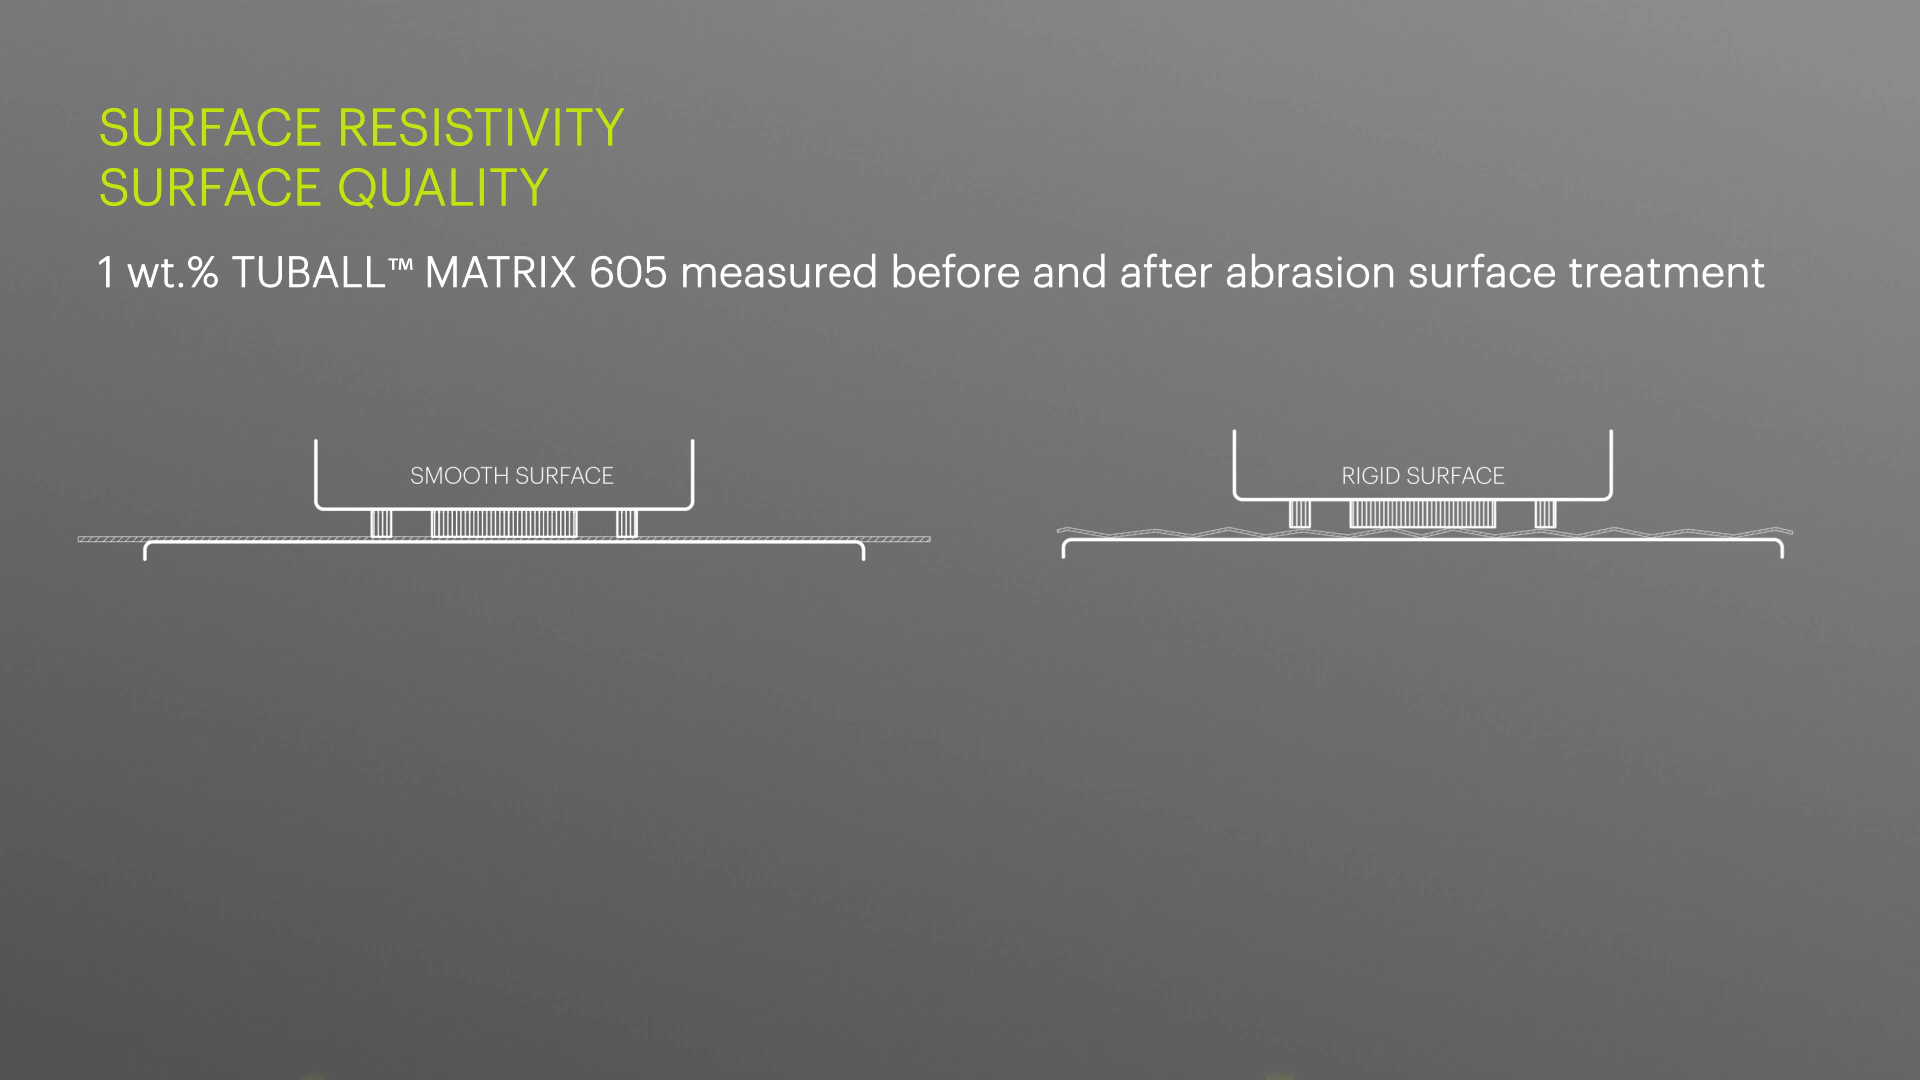 SURFACE RESISTIVITY
SURFACE QUALITY
1 wt.% TUBALL™ MATRIX 605 measured before and after abrasion surface treatment
SMOOTH SURFACE
RIGID SURFACE